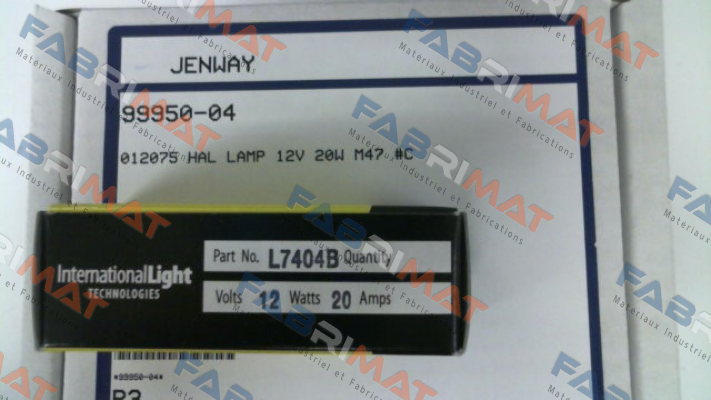 JENWAY
99950-04
012075 HAL LAMP 12V 20W M47 #C
InternationalLight
TECHNOLOGIES
Part No. L7404B Quantity
Volts 12 Watts 20 Amps
*99950-04*
FABRIMAT
Matériaux Industriel et Fabrications